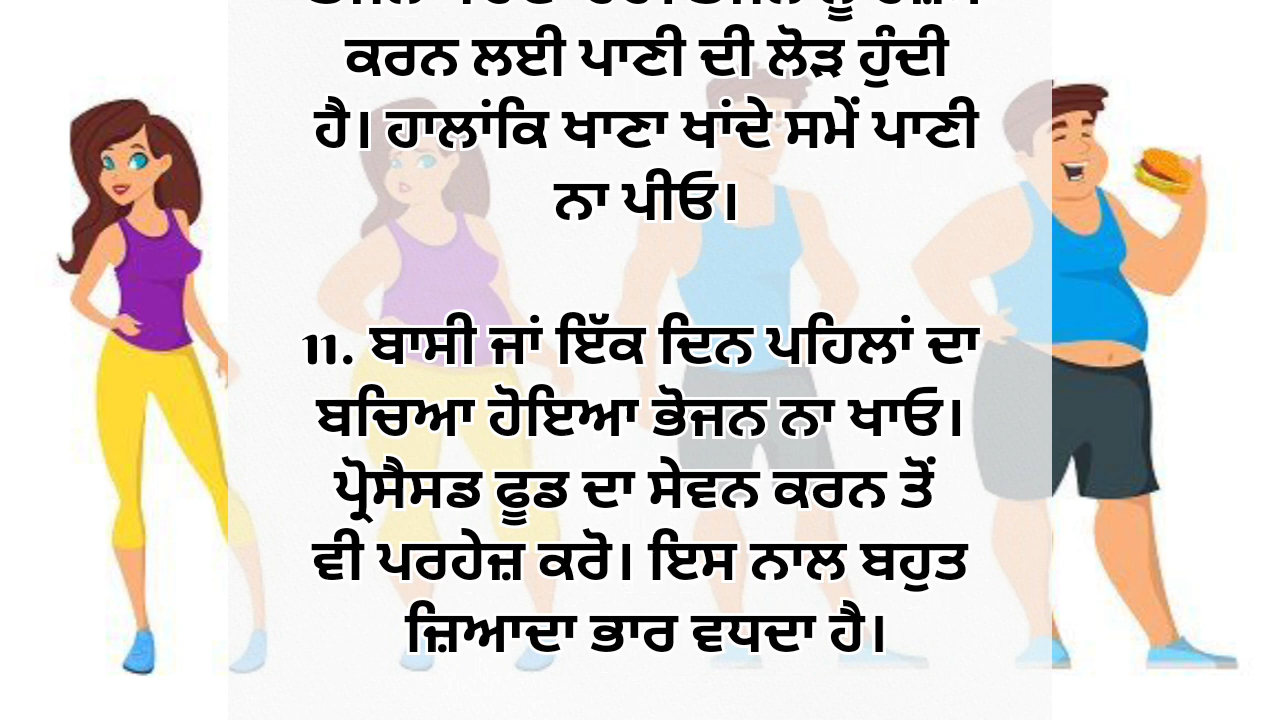 ਕਰਨ ਲਈ ਪਾਣੀ ਦੀ ਲੋੜ ਹੁੰਦੀ
ਹੈ। ਹਾਲਾਂਕਿ ਖਾਣਾ ਖਾਂਦੇ ਸਮੇਂ ਪਾਣੀ
ਨਾ ਪੀਓ।
11. ਬਾਸੀ ਜਾਂ ਇੱਕ ਦਿਨ ਪਹਿਲਾਂ ਦਾ
ਬਚਿਆ ਹੋਇਆ ਭੋਜਨ ਨਾ ਖਾਓ।
ਪ੍ਰੋਸੈਸਡ ਫੂਡ ਦਾ ਸੇਵਨ ਕਰਨ ਤੋਂ
ਵੀ ਪਰਹੇਜ਼ ਕਰੋ। ਇਸ ਨਾਲ ਬਹੁਤ
ਜ਼ਿਆਦਾ ਭਾਰ ਵਧਦਾ ਹੈ।